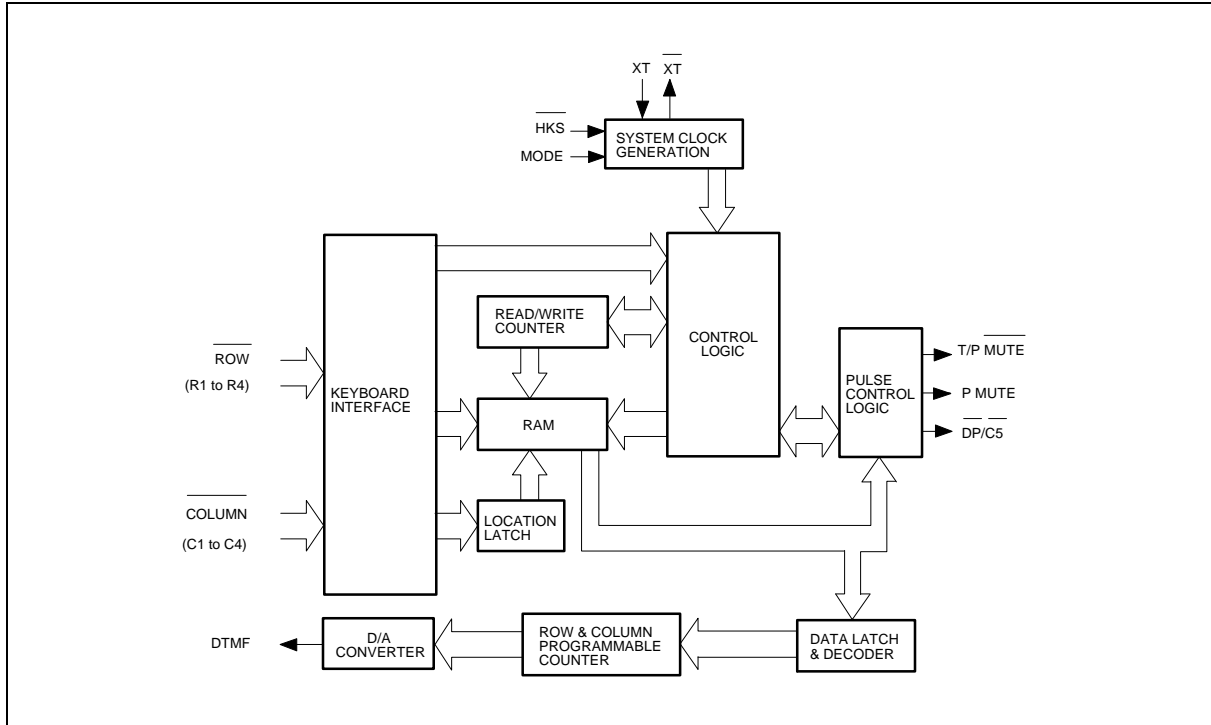 XT XT
HKS
MODE
SYSTEM CLOCK
GENERATION
KEYBOARD
INTERFACE
READ/WRITE
COUNTER
CONTROL
LOGIC
ROW
(R1 to R4)
RAM
PULSE
CONTROL
LOGIC
T/P MUTE
P MUTE
DP/C5
COLUMN
(C1 to C4)
LOCATION
LATCH
DTMF
D/A
CONVERTER
ROW & COLUMN
PROGRAMMABLE
COUNTER
DATA LATCH
& DECODER